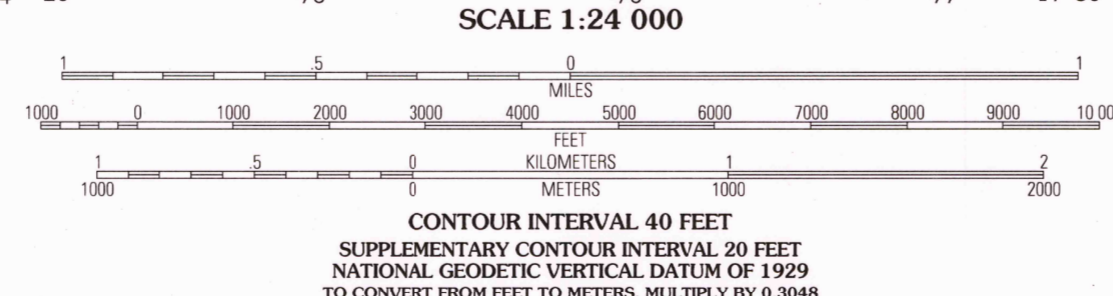 SCALE 1:24 000
1 .5 0 1
MILES
1000 0 1000 2000 3000 4000 5000 6000 7000 8000 9000 10 00
FEET
1 .5 0 KILOMETERS 1 2
1000 0 METERS 1000 2000
CONTOUR INTERVAL 40 FEET
SUPPLEMENTARY CONTOUR INTERVAL 20 FEET
NATIONAL GEODETIC VERTICAL DATUM OF 1929
TO CONVERT FROM FEET TO METERS, MULTIPLY BY 0.3048